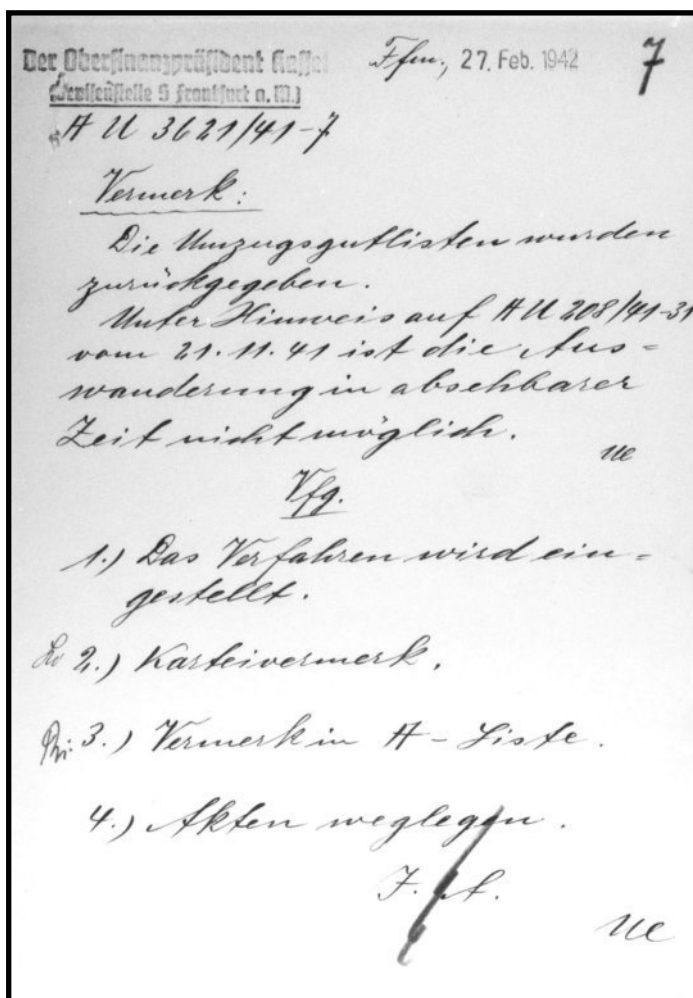 Der Oberfinanzpräsident Kassel
(Devisenstelle S Frankfurt a. M.)
Ffm., 27. Feb. 1942
7
A U 3621/41-7
Vermerk:
Die Umzugsgutlisten wurden
zurückgegeben.
Unter Hinweis auf A U 208/41-31
vom 21.11.41 ist die Aus=
wanderung in absehbarer
Zeit nicht möglich.
Ue
Vfg.
1.) Das Verfahren wird ein=
gestellt.
2.) Karteivermerk.
3.) Vermerk in A-Liste.
4.) Akten weglegen.
I. A.
Ue